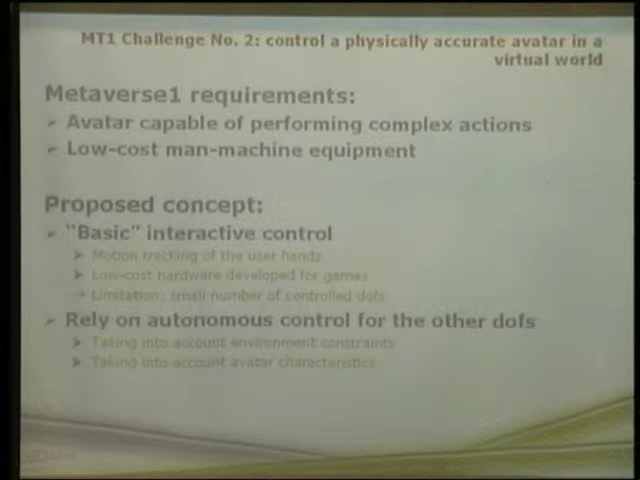 MT1 Challenge No. 2: control a physically accurate avatar in a
virtual world
Metaverse1 requirements:
Avatar capable of performing complex actions
Low-cost man-machine equipment
Proposed concept:
"Basic" interactive control
Motion tracking of the user hands
Low-cost hardware developed for games
→ Limitation: small number of controlled dofs
Rely on autonomous control for the other dofs
Taking into account environment constraints
Taking into account avatar characteristics